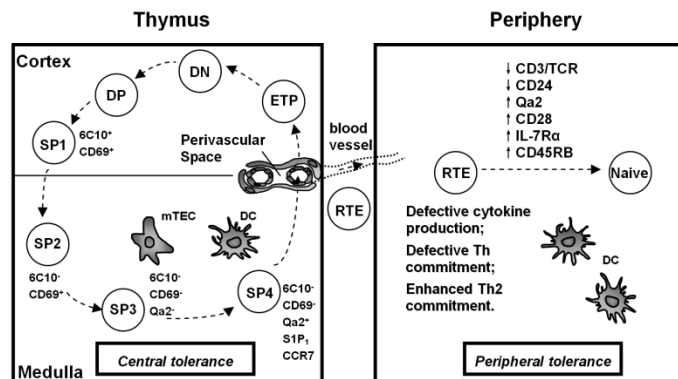 Thymus
Cortex
DN
DP
ETP
SP1
6C10⁺
CD69⁺
Perivascular
Space
blood
vessel
RTE
SP2
6C10⁻
CD69⁺
mTEC
DC
SP3
6C10⁻
CD69⁻
Qa2⁻
SP4
6C10⁻
CD69⁻
Qa2⁺
S1P₁
CCR7
Medulla
Central tolerance
Periphery
↓ CD3/TCR
↓ CD24
↑ Qa2
↑ CD28
↑ IL-7Rα
↑ CD45RB
RTE
Naive
Defective cytokine
production;
Defective Th
commitment;
Enhanced Th2
commitment.
DC
Peripheral tolerance